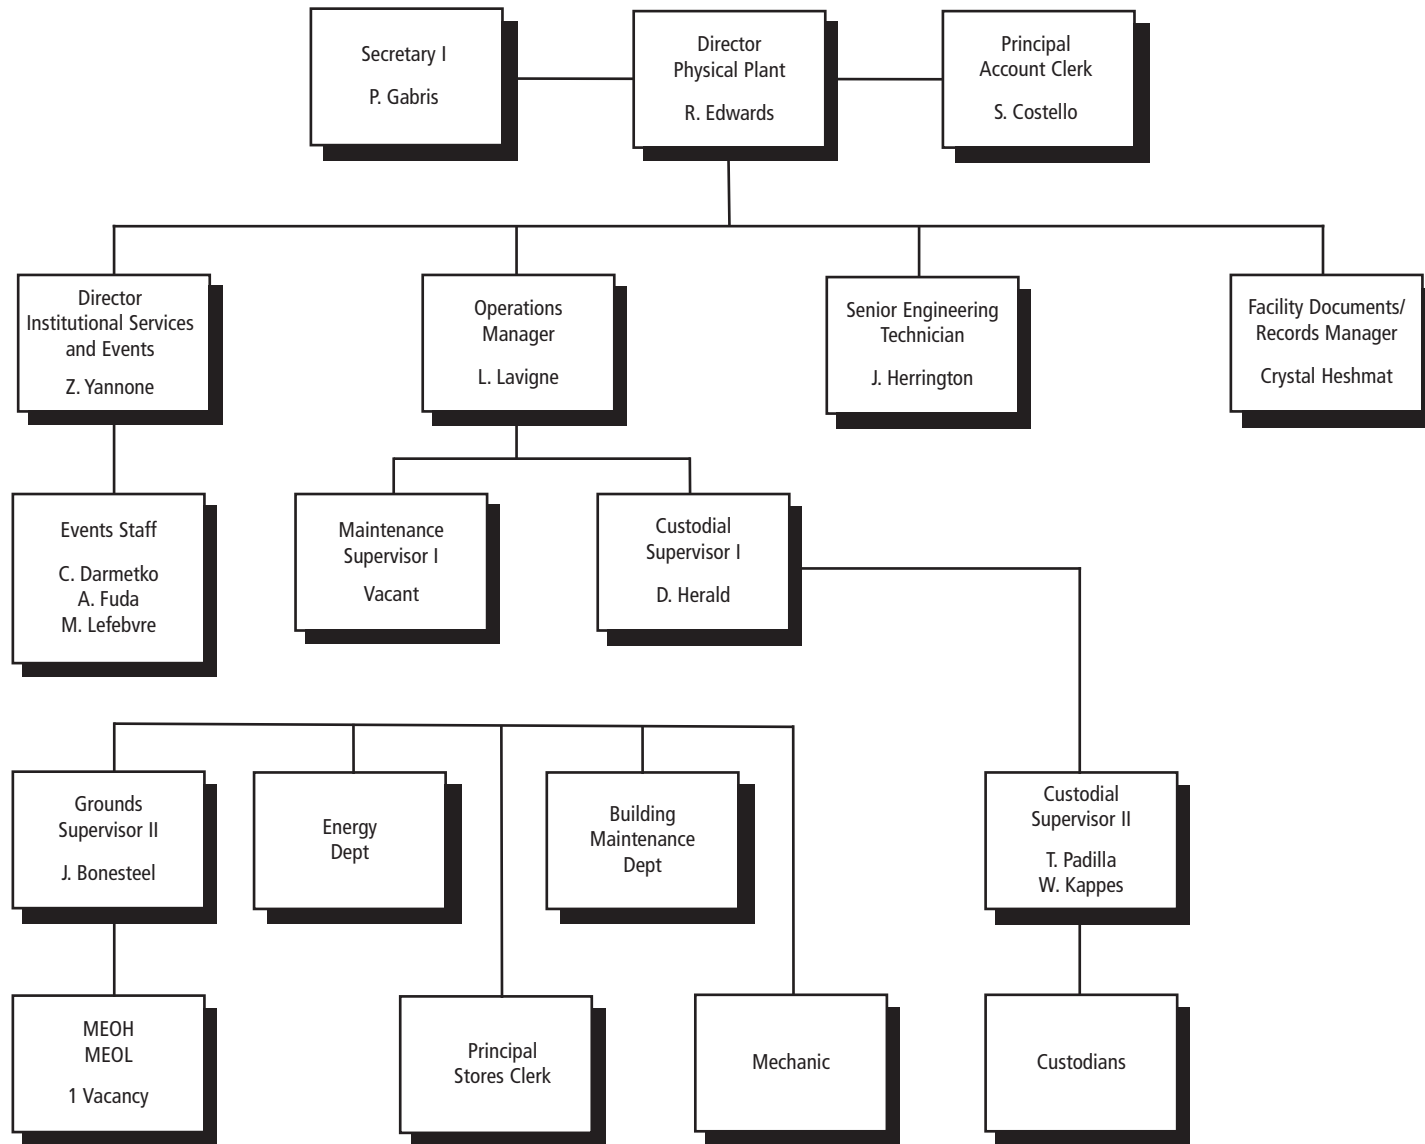 Secretary I
P. Gabris
Director
Physical Plant
R. Edwards
Principal
Account Clerk
S. Costello
Director
Institutional Services
and Events
Z. Yannone
Operations
Manager
L. Lavigne
Senior Engineering
Technician
J. Herrington
Facility Documents/
Records Manager
Crystal Heshmat
Events Staff
C. Darmetko
A. Fuda
M. Lefebvre
Maintenance
Supervisor I
Vacant
Custodial
Supervisor I
D. Herald
Grounds
Supervisor II
J. Bonesteel
Energy
Dept
Building
Maintenance
Dept
Custodial
Supervisor II
T. Padilla
W. Kappes
MEOH
MEOL
1 Vacancy
Principal
Stores Clerk
Mechanic
Custodians